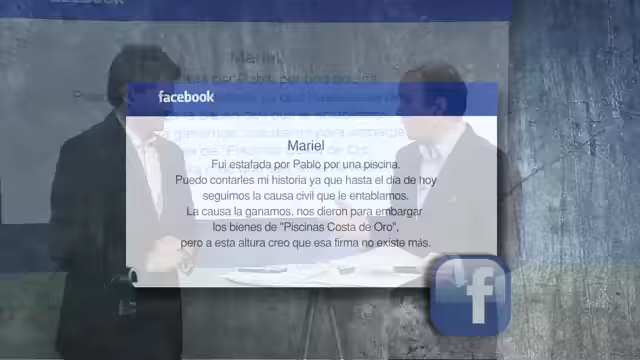 facebook
Mariel
Fui estafada por Pablo por una piscina.
Puedo contarles mi historia ya que hasta el día de hoy
seguimos la causa civil que le entablamos.
La causa la ganamos, nos dieron para embargar
los bienes de "Piscinas Costa de Oro",
pero a esta altura creo que esa firma no existe más.
f